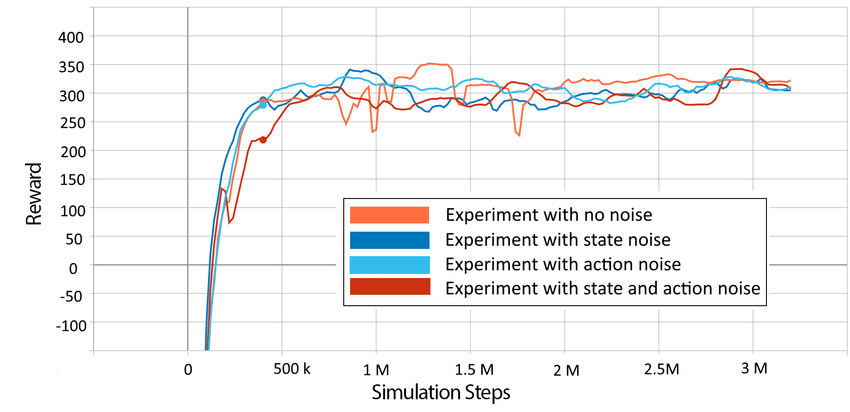 400
350
300
250
200
150
100
50
0
-50
-100
Reward
Experiment with no noise
Experiment with state noise
Experiment with action noise
Experiment with state and action noise
0
500 k
1 M
1.5 M
2 M
2.5M
3 M
Simulation Steps